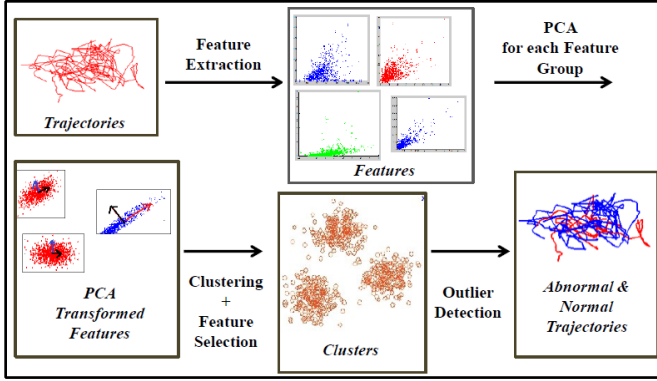 Trajectories
Feature
Extraction
Features
PCA
for each Feature
Group
PCA
Transformed
Features
Clustering
+
Feature
Selection
Clusters
Outlier
Detection
Abnormal &
Normal
Trajectories